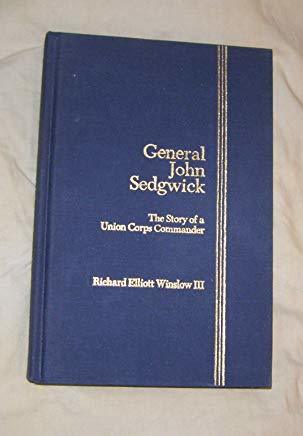 General
John
Sedgwick
The Story of a
Union Corps Commander
Richard Elliott Winslow III